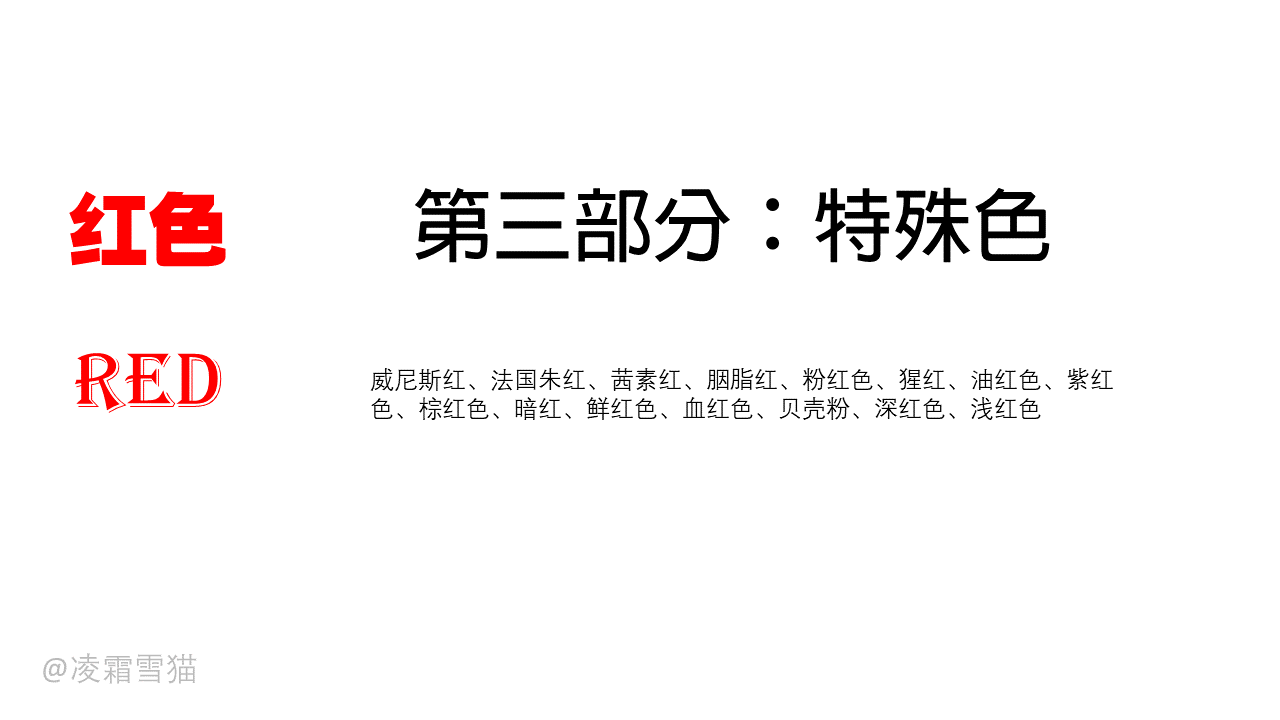 红色
第三部分：特殊色
RED
威尼斯红、法国朱红、茜素红、胭脂红、粉红色、猩红、油红色、紫红
色、棕红色、暗红、鲜红色、血红色、贝壳粉、深红色、浅红色
@凌霜雪猫